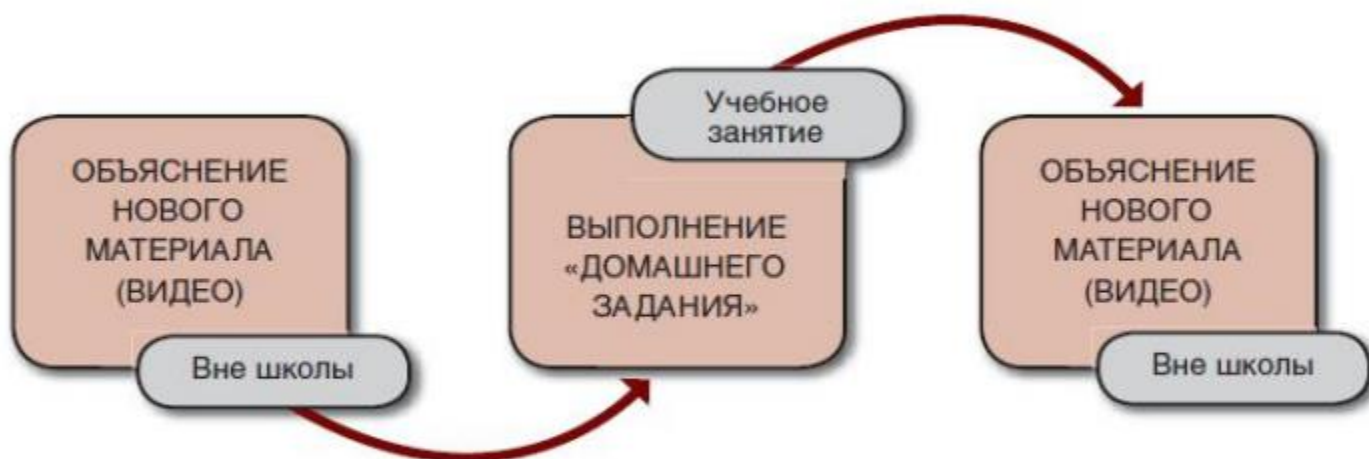 ОБЪЯСНЕНИЕ
НОВОГО
МАТЕРИАЛА
(ВИДЕО)
Вне школы
Учебное
занятие
ВЫПОЛНЕНИЕ
«ДОМАШНЕГО
ЗАДАНИЯ»
ОБЪЯСНЕНИЕ
НОВОГО
МАТЕРИАЛА
(ВИДЕО)
Вне школы